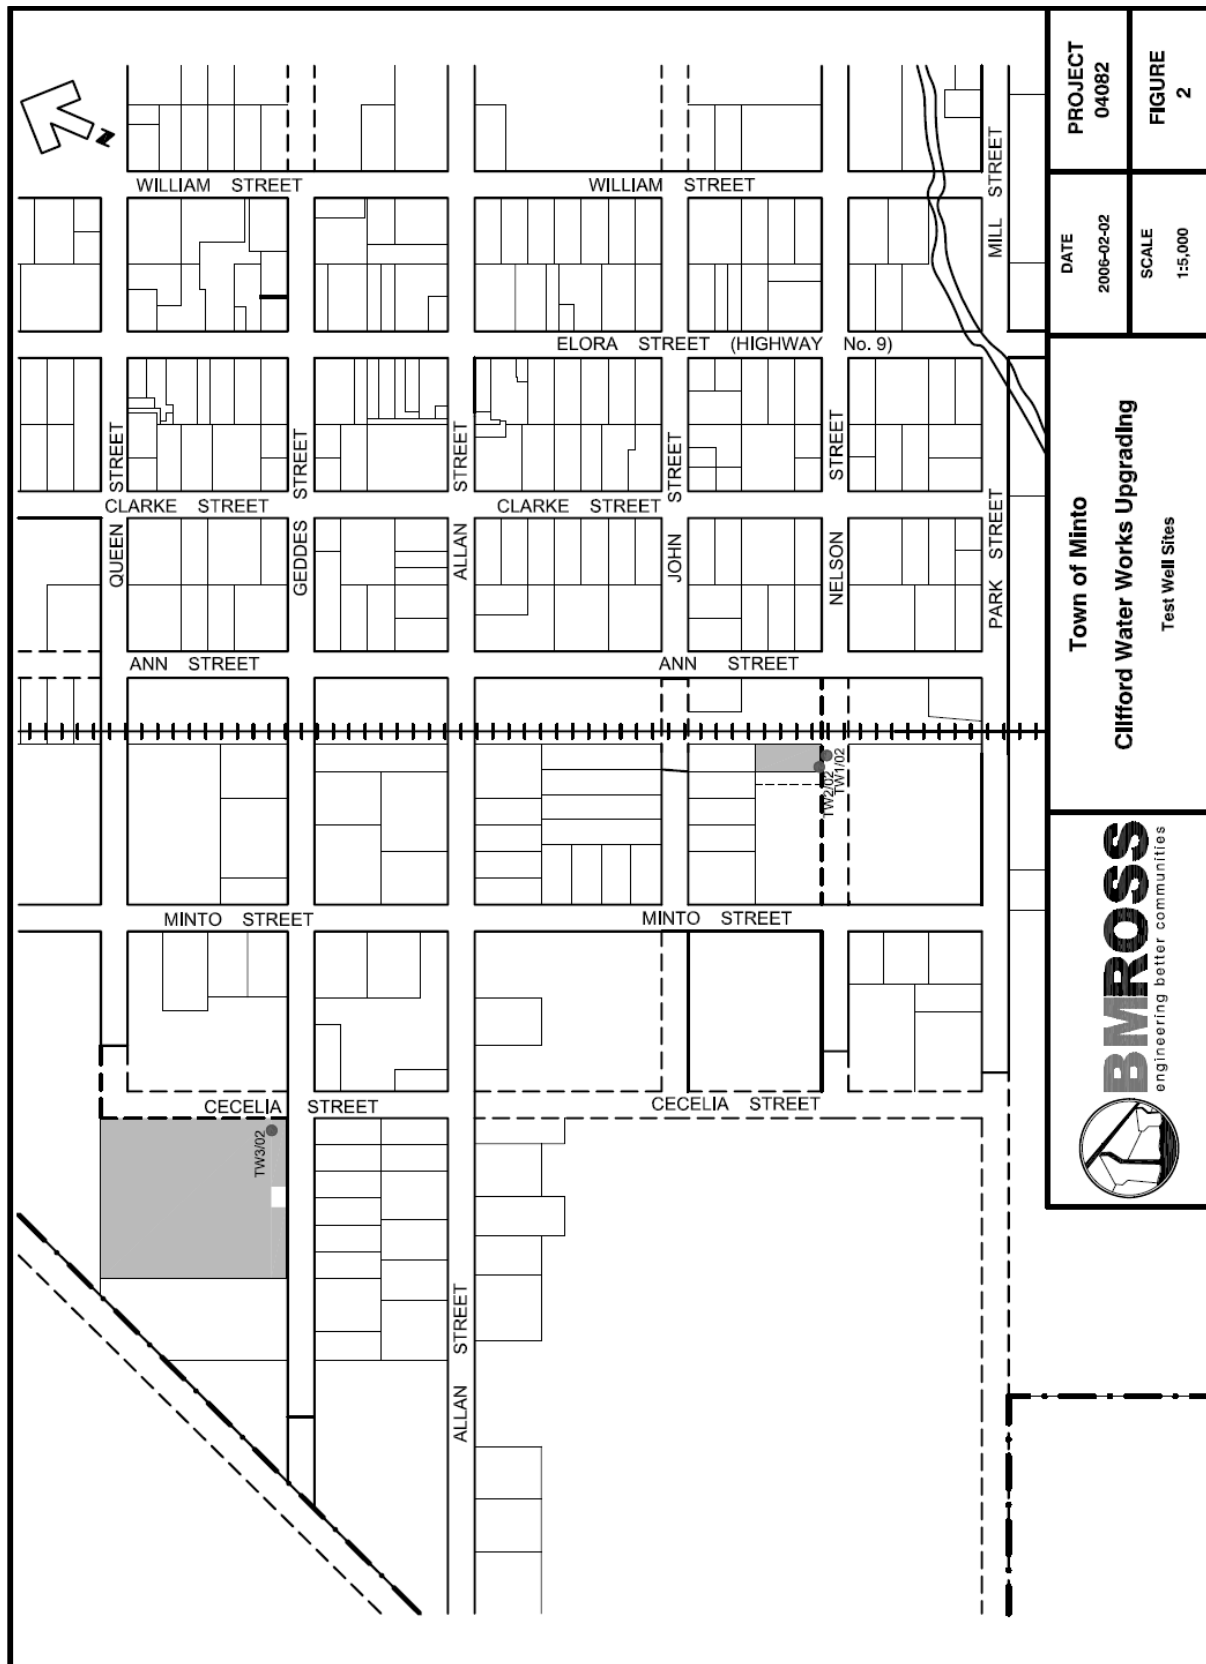 PROJECT
04082
FIGURE
2
DATE
2006-02-02
SCALE
1:5,000
Town of Minto
Clifford Water Works Upgrading
Test Well Sites
BMROSS
engineering better communities
N
WILLIAM STREET
WILLIAM STREET
MILL STREET
ELORA STREET (HIGHWAY No. 9)
QUEEN STREET
GEDDES STREET
ALLAN STREET
JOHN STREET
NELSON STREET
PARK STREET
CLARKE STREET
CLARKE STREET
ANN STREET
ANN STREET
TW2/02
TW1/02
MINTO STREET
MINTO STREET
CECELIA STREET
CECELIA STREET
TW3/02
ALLAN STREET